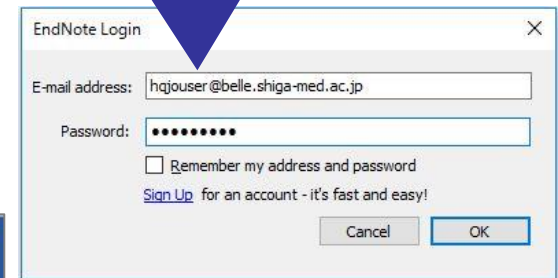 EndNote Login
E-mail address: hqjouser@belle.shiga-med.ac.jp
Password: •••••••••
Remember my address and password
Sign Up for an account - it's fast and easy!
Cancel OK